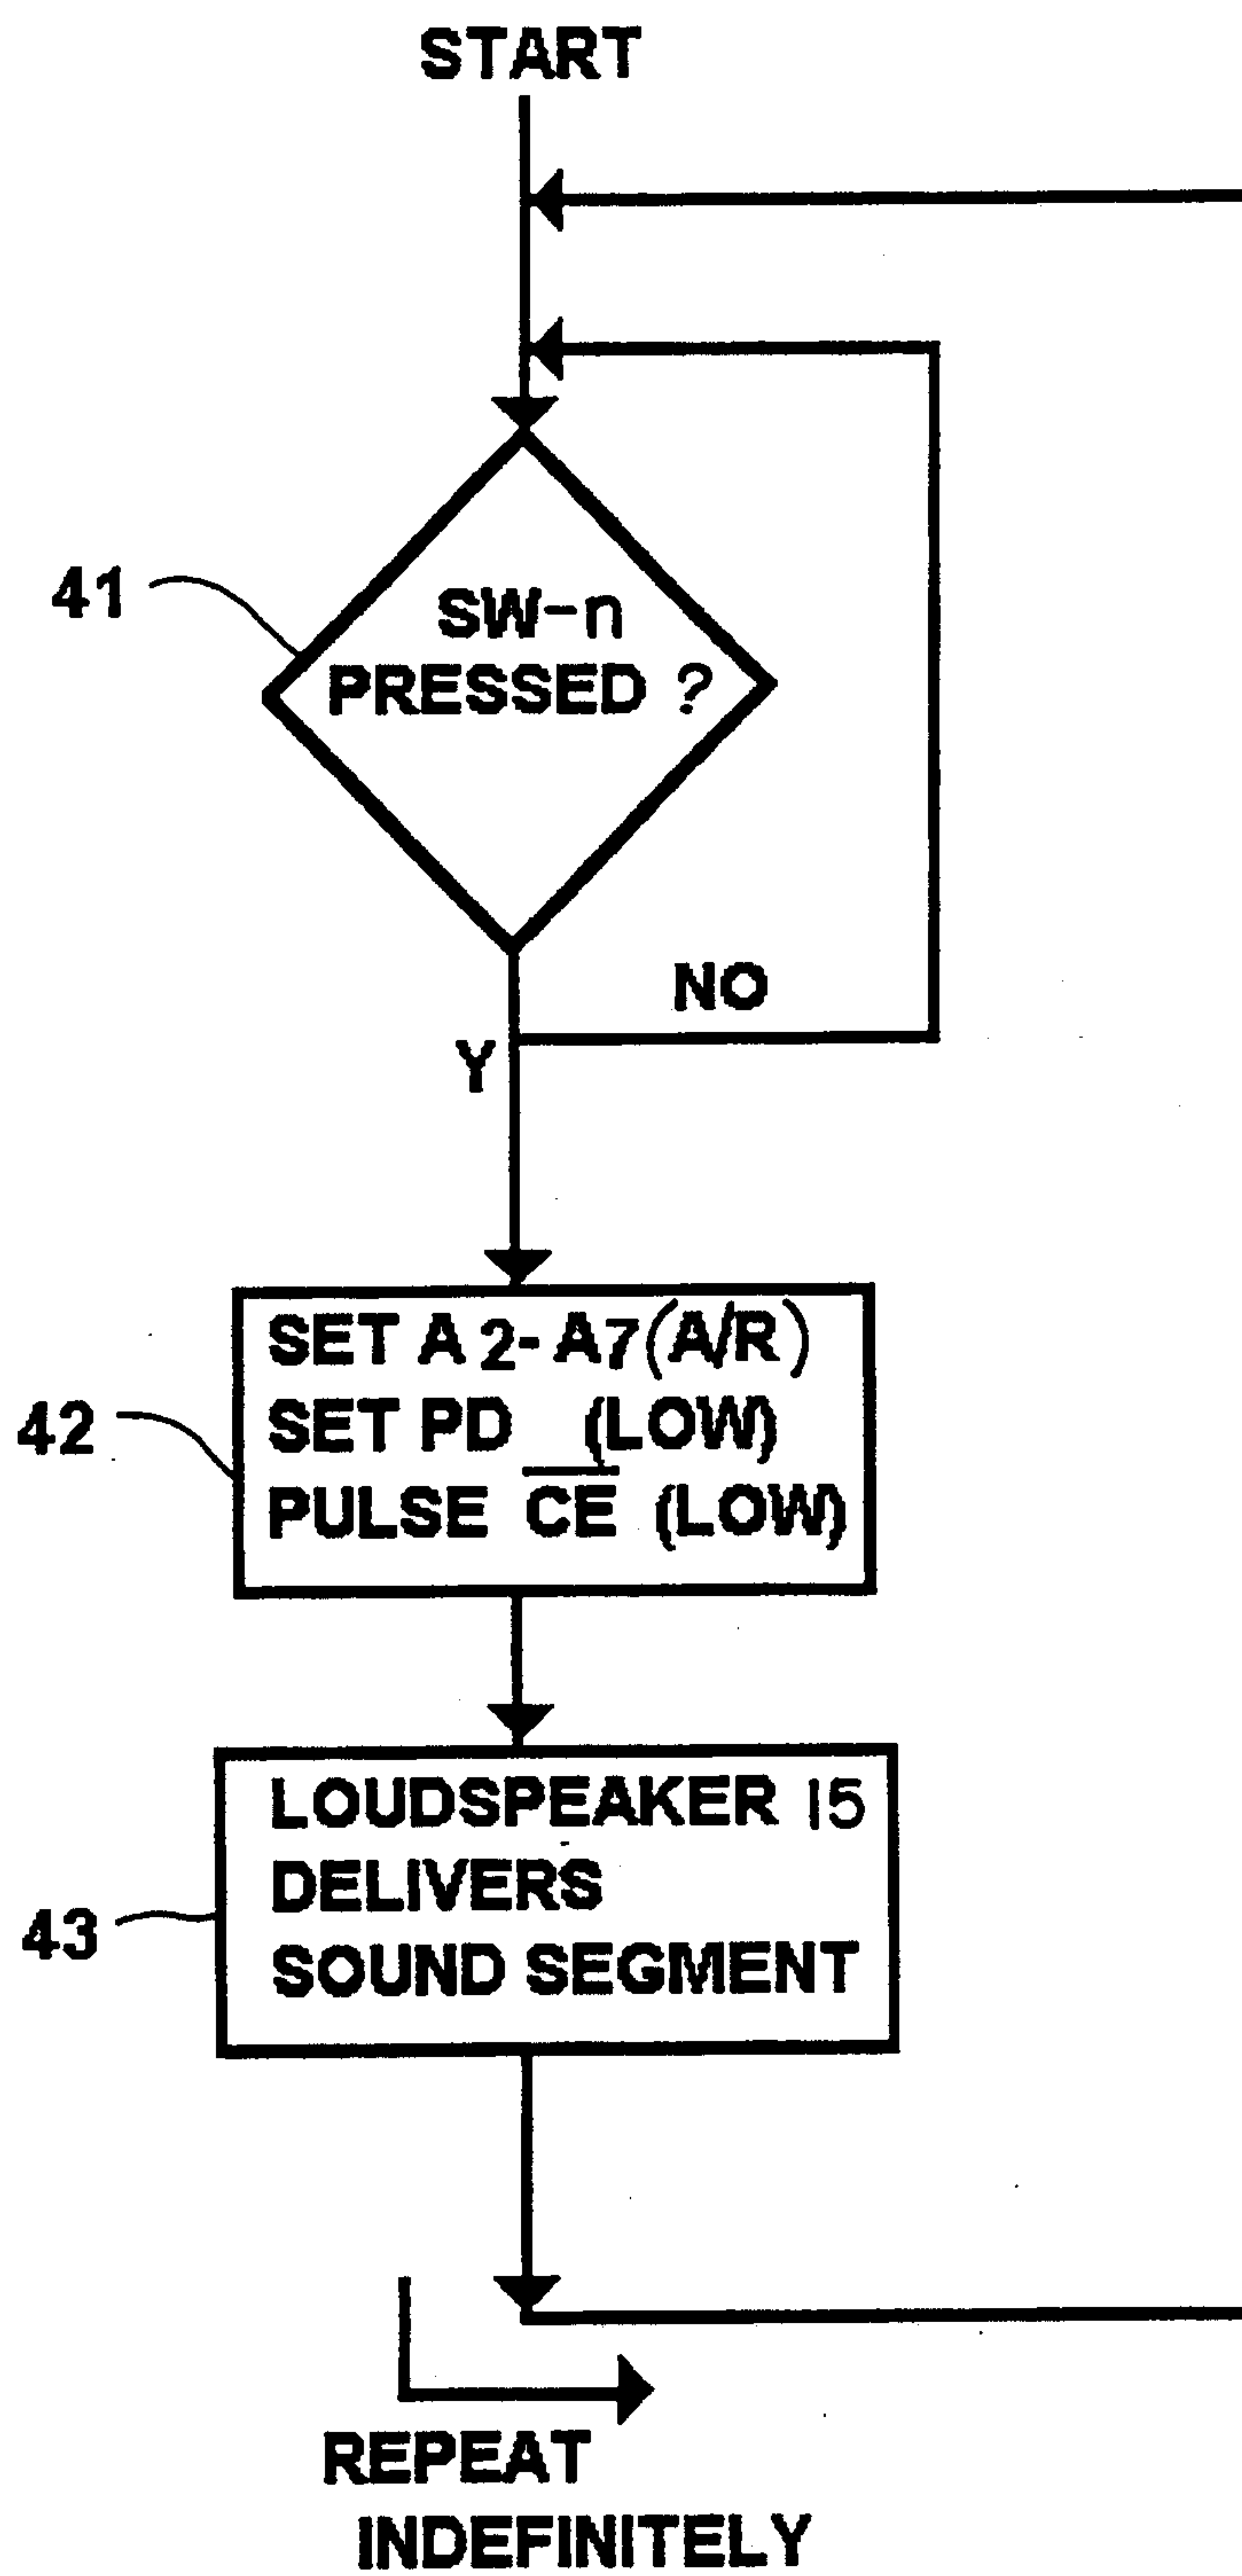 START
41
SW-n
PRESSED ?
NO
Y
42
SET A 2- A7(A/R)
SET PD (LOW)
PULSE C̅E̅ (LOW)
43
LOUDSPEAKER 15
DELIVERS
SOUND SEGMENT
REPEAT
INDEFINITELY